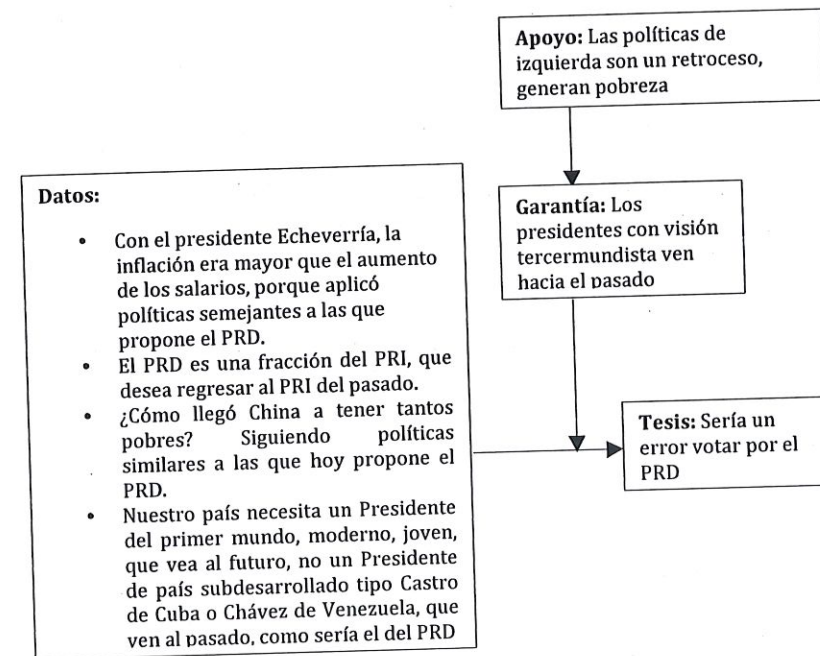 Apoyo: Las políticas de
izquierda son un retroceso,
generan pobreza
Garantía: Los
presidentes con visión
tercermundista ven
hacia el pasado
Datos:
• Con el presidente Echeverría, la
inflación era mayor que el aumento
de los salarios, porque aplicó
políticas semejantes a las que
propone el PRD.
• El PRD es una fracción del PRI, que
desea regresar al PRI del pasado.
• ¿Cómo llegó China a tener tantos
pobres? Siguiendo políticas
similares a las que hoy propone el
PRD.
• Nuestro país necesita un Presidente
del primer mundo, moderno, joven,
que vea al futuro, no un Presidente
de país subdesarrollado tipo Castro
de Cuba o Chávez de Venezuela, que
ven al pasado, como sería el del PRD
Tesis: Sería un
error votar por el
PRD